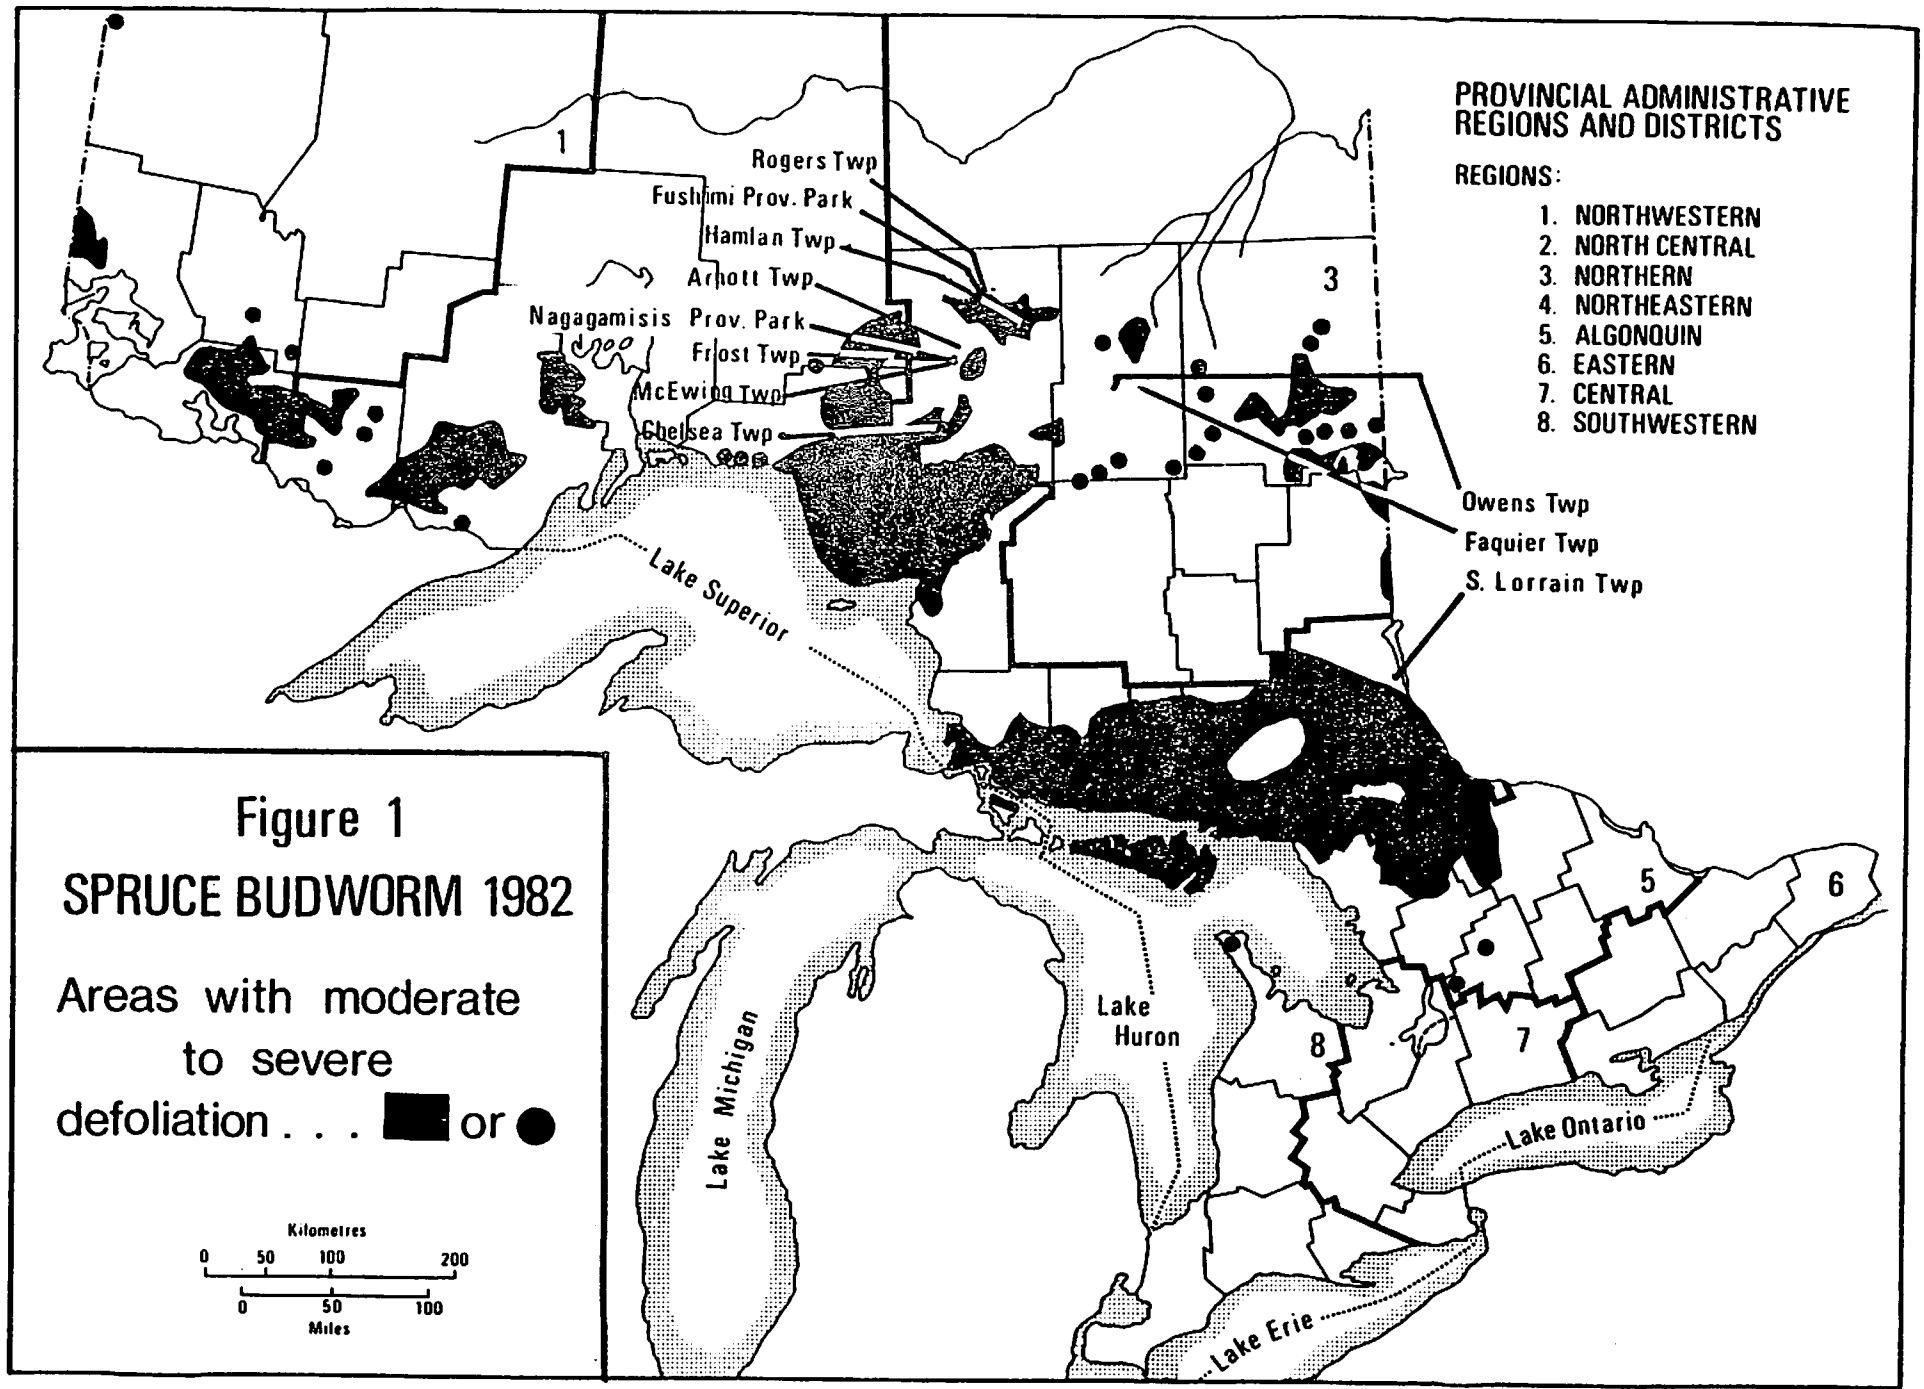 PROVINCIAL ADMINISTRATIVE
REGIONS AND DISTRICTS
REGIONS:
1. NORTHWESTERN
2. NORTH CENTRAL
3. NORTHERN
4. NORTHEASTERN
5. ALGONQUIN
6. EASTERN
7. CENTRAL
8. SOUTHWESTERN
1
3
Rogers Twp
Fushimi Prov. Park
Hamlan Twp
Arnott Twp
Nagagamisis Prov. Park
Frost Twp
McEwing Twp
Chelsea Twp
Owens Twp
Faquier Twp
S. Lorrain Twp
Lake Superior
5
6
Lake
Huron
8
7
Lake Michigan
Lake Ontario
Lake Erie
Figure 1
SPRUCE BUDWORM 1982
Areas with moderate
to severe
defoliation . . . or
Kilometres
0 50 100 200
0 50 100
Miles